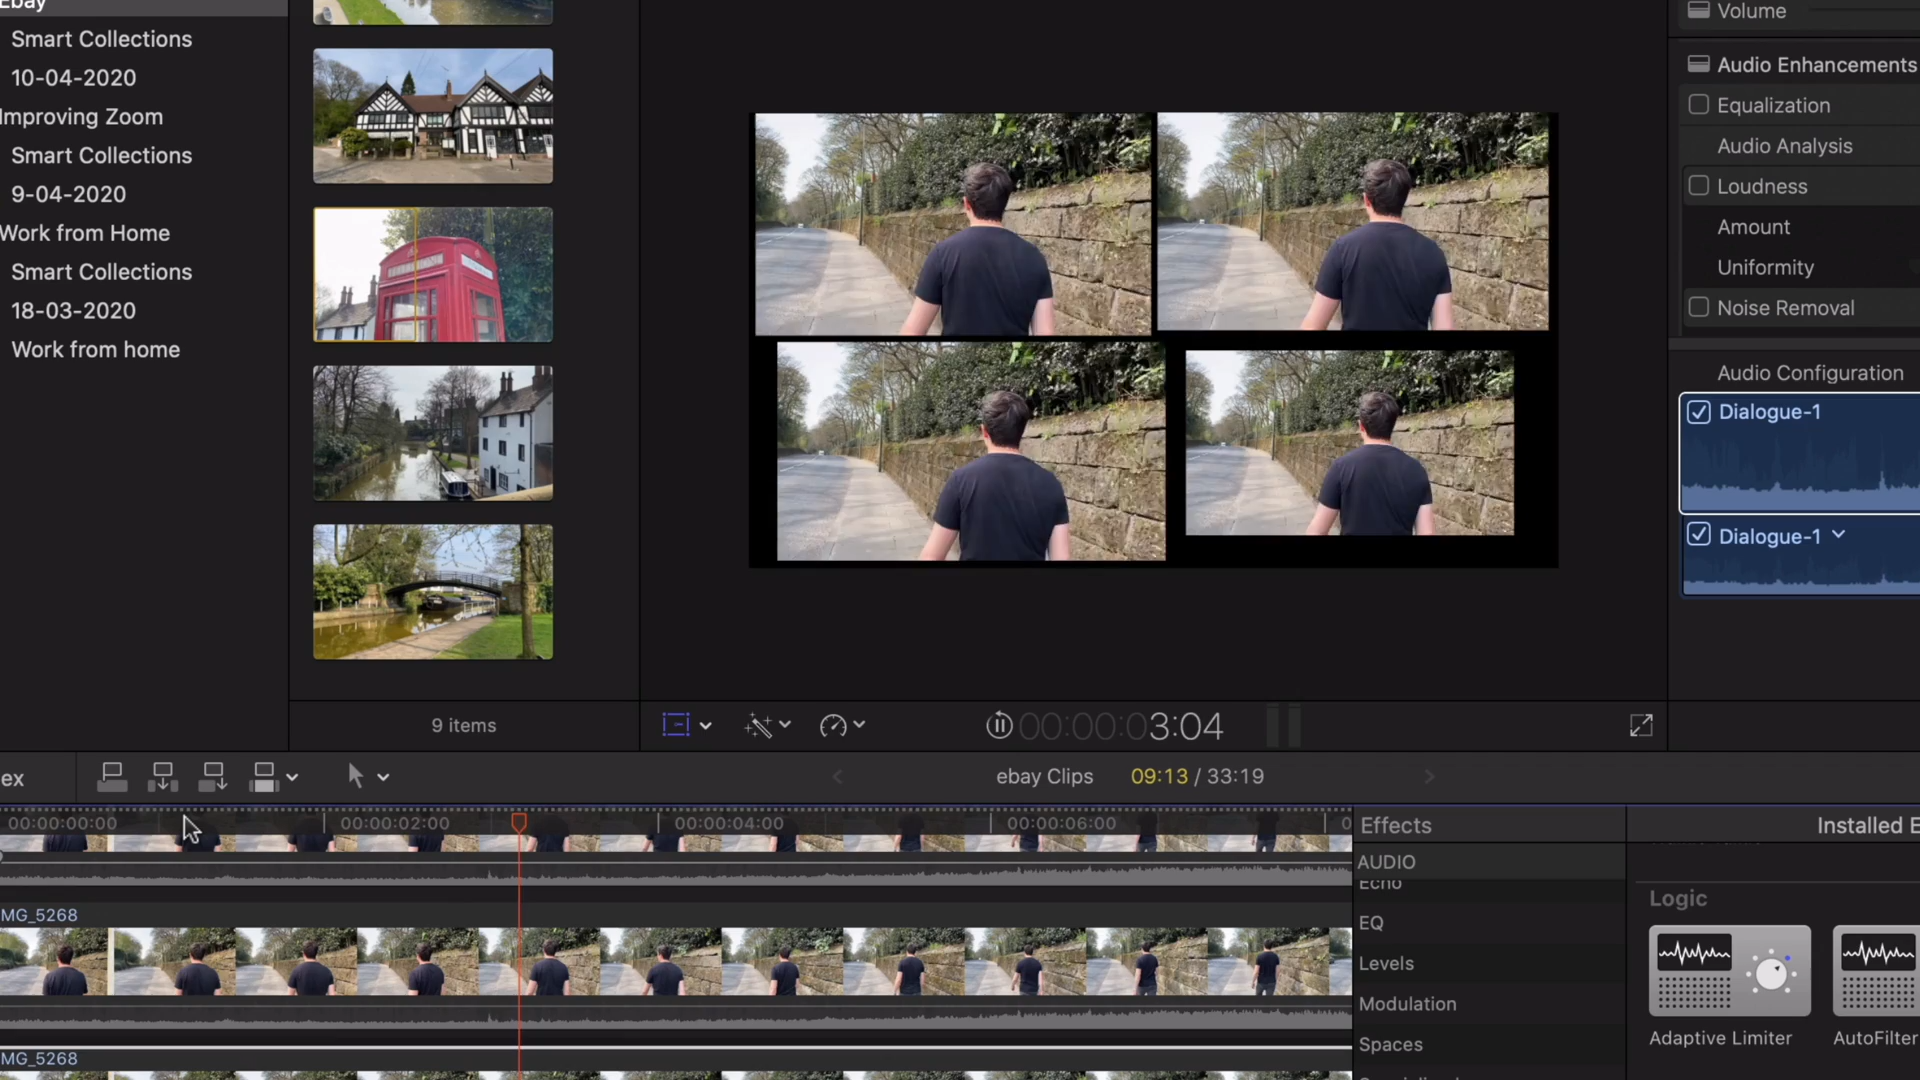 Ebay
Smart Collections
10-04-2020
Improving Zoom
Smart Collections
9-04-2020
Work from Home
Smart Collections
18-03-2020
Work from home
9 items
00:00:03:04
Volume
Audio Enhancements
Equalization
Audio Analysis
Loudness
Amount
Uniformity
Noise Removal
Audio Configuration
Dialogue-1
Dialogue-1
ex
ebay Clips
09:13 / 33:19
00:00:00:00
00:00:02:00
00:00:04:00
00:00:06:00
0
MG_5268
MG_5268
Effects
Installed E
AUDIO
Echo
EQ
Levels
Modulation
Spaces
Logic
Adaptive Limiter
AutoFilter